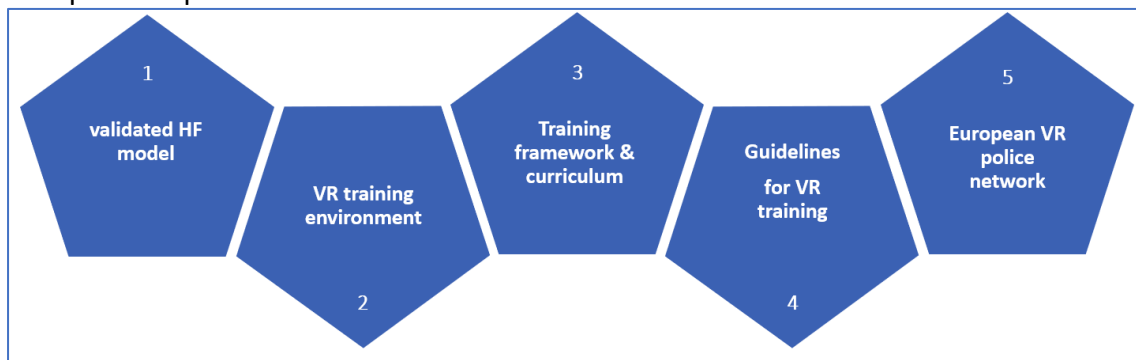 1
validated HF
model
VR training
environment
2
3
Training
framework &
curriculum
Guidelines
for VR
training
4
5
European VR
police
network